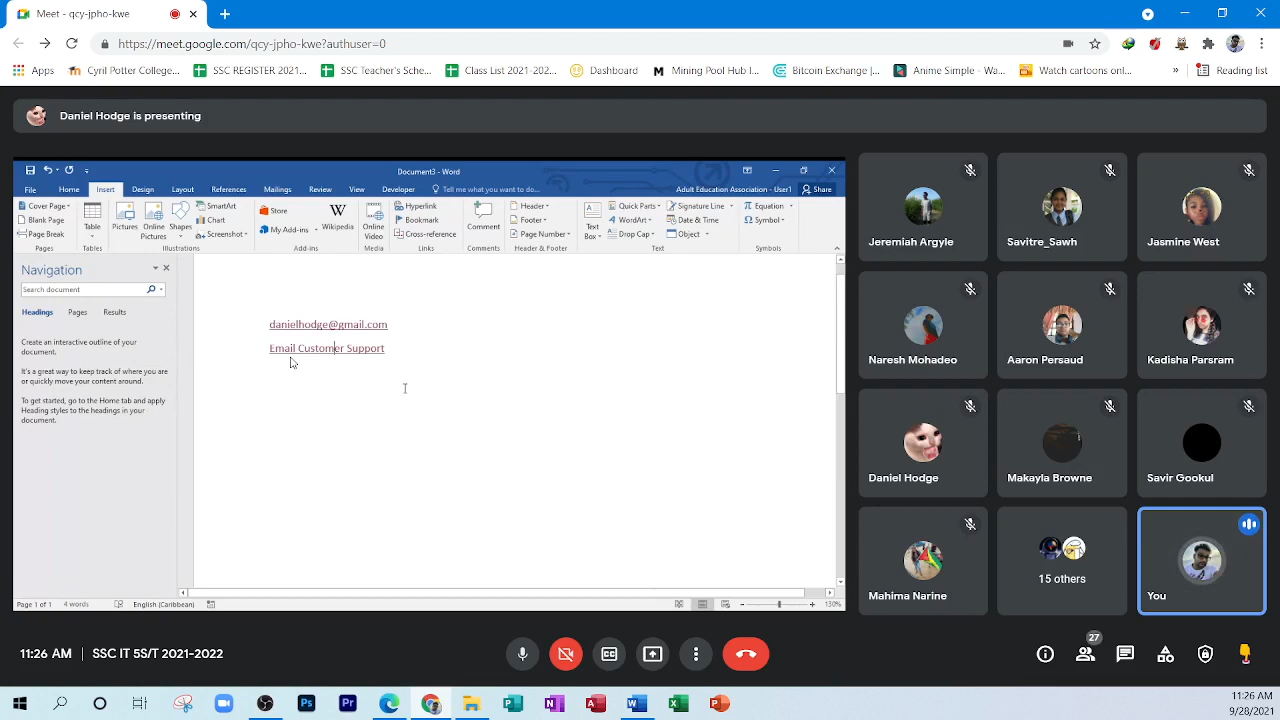 Meet - qcy-jpho-kwe
https://meet.google.com/qcy-jpho-kwe?authuser=0
Apps Cyril Potter College... SSC REGISTER 2021... SSC Teacher's Sche... Class List 2021-202... Dashboard Mining Pool Hub I... Bitcoin Exchange |... Anime Simple - Wa... Watch cartoons onl... » Reading list
Daniel Hodge is presenting
Document3 - Word
File Home Insert Design Layout References Mailings Review View Developer Tell me what you want to do... Adult Education Association - User1 Share
Cover Page
Blank Page
Page Break
Pages
Table
Tables
Pictures
Online Pictures
Shapes
SmartArt
Chart
Screenshot
Illustrations
Store
My Add-ins
Wikipedia
Add-ins
Online Video
Media
Hyperlink
Bookmark
Cross-reference
Links
Comment
Comments
Header
Footer
Page Number
Header & Footer
Text Box
Quick Parts
WordArt
Drop Cap
Signature Line
Date & Time
Object
Text
Equation
Symbol
Symbols
Navigation
Search document
Headings Pages Results
Create an interactive outline of your
document.
It's a great way to keep track of where you are
or quickly move your content around.
To get started, go to the Home tab and apply
Heading styles to the headings in your
document.
danielhodge@gmail.com
Email Customer Support
Page 1 of 1 4 words English (Caribbean) 130%
Jeremiah Argyle
Savitre_Sawh
Jasmine West
Naresh Mohadeo
Aaron Persaud
Kadisha Parsram
Daniel Hodge
Makayla Browne
Savir Gookul
Mahima Narine
15 others
You
11:26 AM | SSC IT 5S/T 2021-2022
27
11:26 AM
9/28/2021